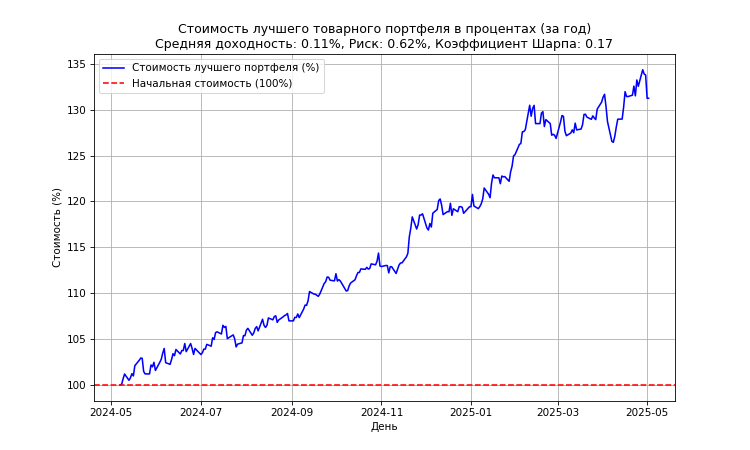 Стоимость лучшего товарного портфеля в процентах (за год)
Средняя доходность: 0.11%, Риск: 0.62%, Коэффициент Шарпа: 0.17
Стоимость лучшего портфеля (%)
Начальная стоимость (100%)
Стоимость (%)
135
130
125
120
115
110
105
100
2024-05
2024-07
2024-09
2024-11
2025-01
2025-03
2025-05
День